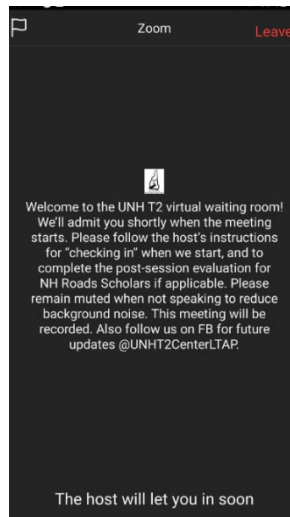 Zoom
Leave
Welcome to the UNH T2 virtual waiting room!
We'll admit you shortly when the meeting
starts. Please follow the host's instructions
for “checking in” when we start, and to
complete the post-session evaluation for
NH Roads Scholars if applicable. Please
remain muted when not speaking to reduce
background noise. This meeting will be
recorded. Also follow us on FB for future
updates @UNHT2CenterLTAP.
The host will let you in soon